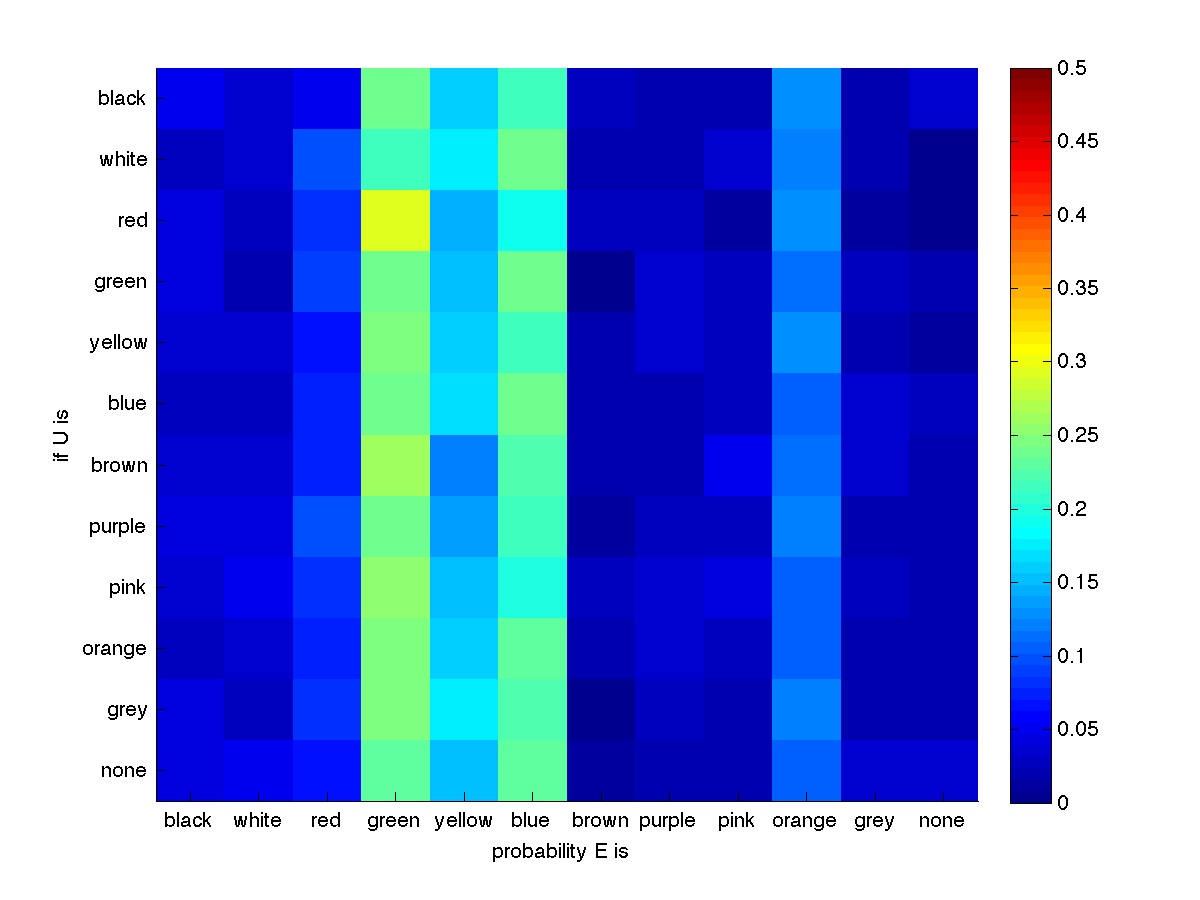 black
white
red
green
yellow
blue
brown
purple
pink
orange
grey
none
if U is
black white red green yellow blue brown purple pink orange grey none
probability E is
0.5
0.45
0.4
0.35
0.3
0.25
0.2
0.15
0.1
0.05
0